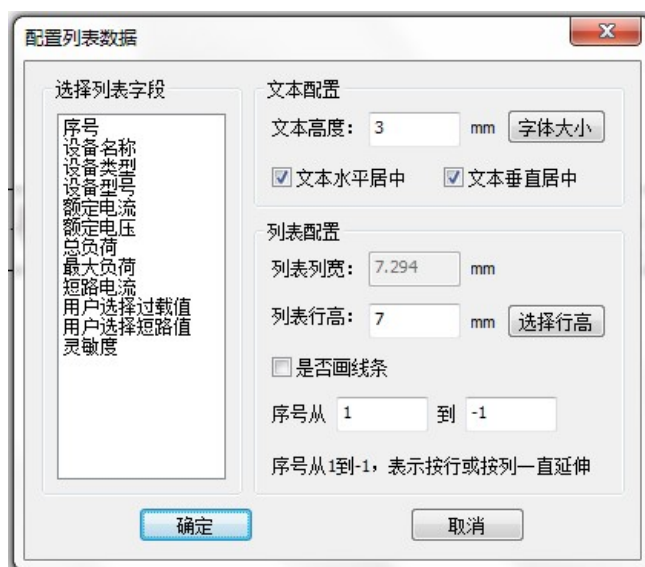 配置列表数据
选择列表字段
序号
设备名称
设备类型
设备型号
额定电流
额定电压
总负荷
最大负荷
短路电流
用户选择过载值
用户选择短路值
灵敏度
文本配置
文本高度： 3 mm 字体大小
文本水平居中 文本垂直居中
列表配置
列表列宽： 7.294 mm
列表行高： 7 mm 选择行高
是否画线条
序号从 1 到 -1
序号从1到-1，表示按行或按列一直延伸
确定 取消